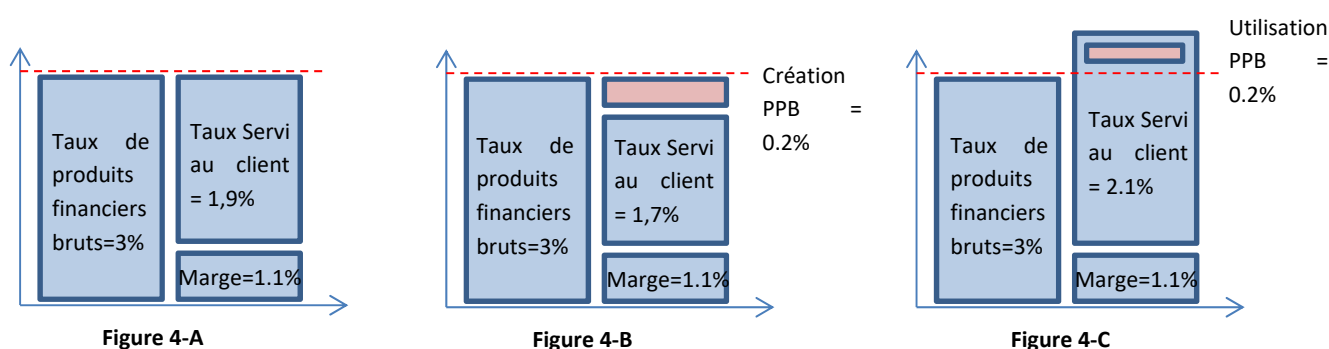 Taux de
produits
financiers
bruts=3%
Taux Servi
au client
= 1,9%
Marge=1.1%
Figure 4-A
Taux de
produits
financiers
bruts=3%
Taux Servi
au client
= 1,7%
Marge=1.1%
Création
PPB =
0.2%
Figure 4-B
Taux de
produits
financiers
bruts=3%
Taux Servi
au client
= 2.1%
Marge=1.1%
Utilisation
PPB =
0.2%
Figure 4-C